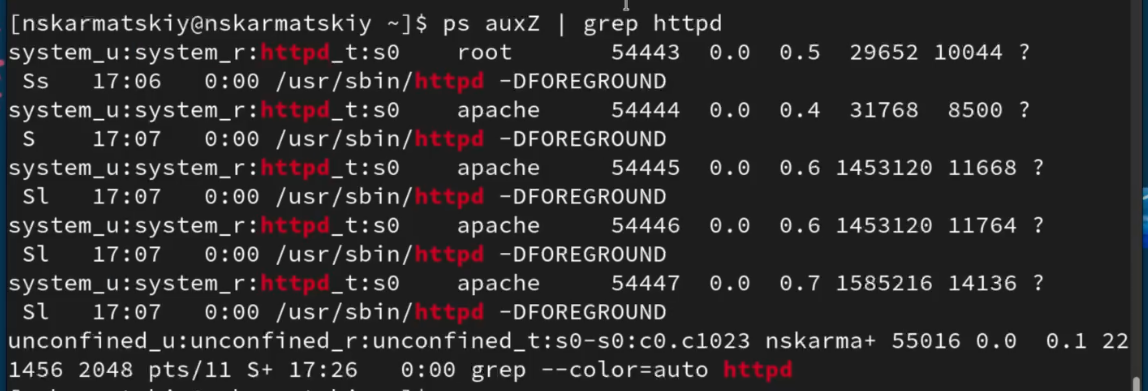 [nskarmatskiy@nskarmatskiy ~]$ ps auxZ | grep httpd
system_u:system_r:httpd_t:s0     root       54443  0.0  0.5  29652 10044 ?
 Ss   17:06   0:00 /usr/sbin/httpd -DFOREGROUND
system_u:system_r:httpd_t:s0     apache     54444  0.0  0.4  31768  8500 ?
 S    17:07   0:00 /usr/sbin/httpd -DFOREGROUND
system_u:system_r:httpd_t:s0     apache     54445  0.0  0.6 1453120 11668 ?
 Sl   17:07   0:00 /usr/sbin/httpd -DFOREGROUND
system_u:system_r:httpd_t:s0     apache     54446  0.0  0.6 1453120 11764 ?
 Sl   17:07   0:00 /usr/sbin/httpd -DFOREGROUND
system_u:system_r:httpd_t:s0     apache     54447  0.0  0.7 1585216 14136 ?
 Sl   17:07   0:00 /usr/sbin/httpd -DFOREGROUND
unconfined_u:unconfined_r:unconfined_t:s0-s0:c0.c1023 nskarma+ 55016 0.0  0.1 22
1456 2048 pts/11 S+ 17:26   0:00 grep --color=auto httpd